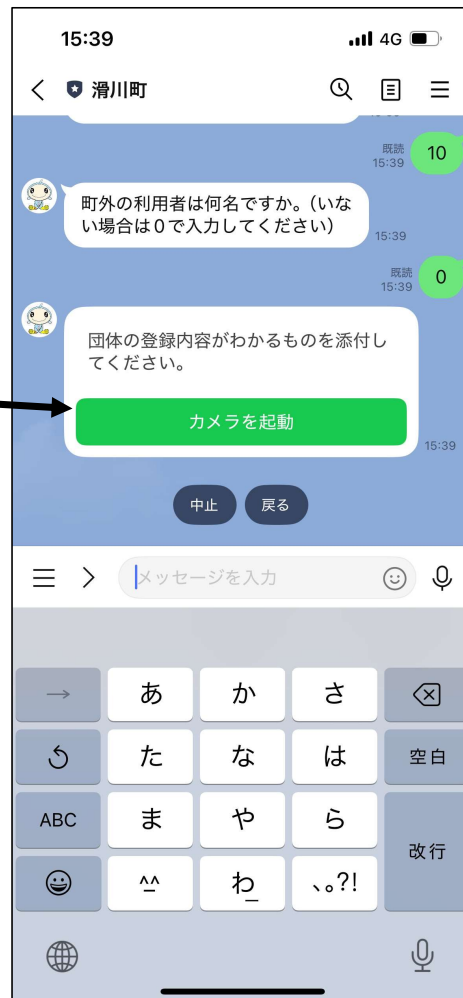 15:39
4G
滑川町
既読
15:39
10
町外の利用者は何名ですか。（いな
い場合は０で入力してください）
15:39
既読
15:39
0
団体の登録内容がわかるものを添付し
てください。
カメラを起動
15:39
中止
戻る
メッセージを入力
→
あ
か
さ
た
な
は
空白
ABC
ま
や
ら
改行
^^
わ
、。?!